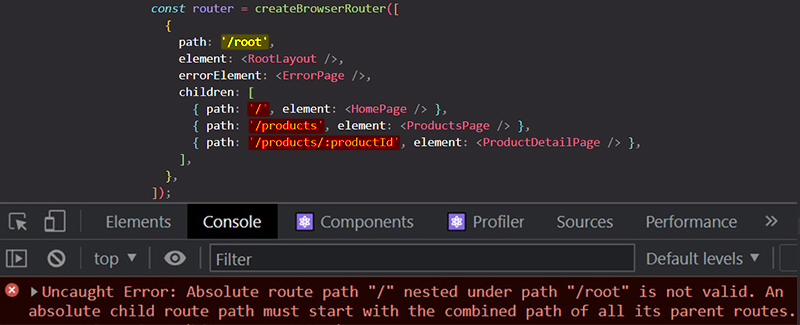 const router = createBrowserRouter([
{
path: '/root',
element: <RootLayout />,
errorElement: <ErrorPage />,
children: [
{ path: '/', element: <HomePage /> },
{ path: '/products', element: <ProductsPage /> },
{ path: '/products/:productId', element: <ProductDetailPage /> },
],
},
]);
Elements Console Components Profiler Sources Performance »
top ▼ Filter Default levels ▼
▶Uncaught Error: Absolute route path "/" nested under path "/root" is not valid. An
absolute child route path must start with the combined path of all its parent routes.